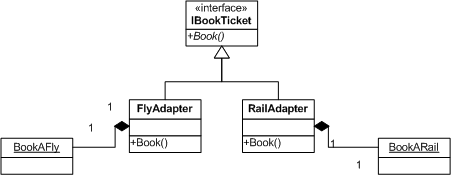 «interface»
IBookTicket
+Book()
FlyAdapter
RailAdapter
+Book()
+Book()
1
1
BookAFly
1
1
BookARail